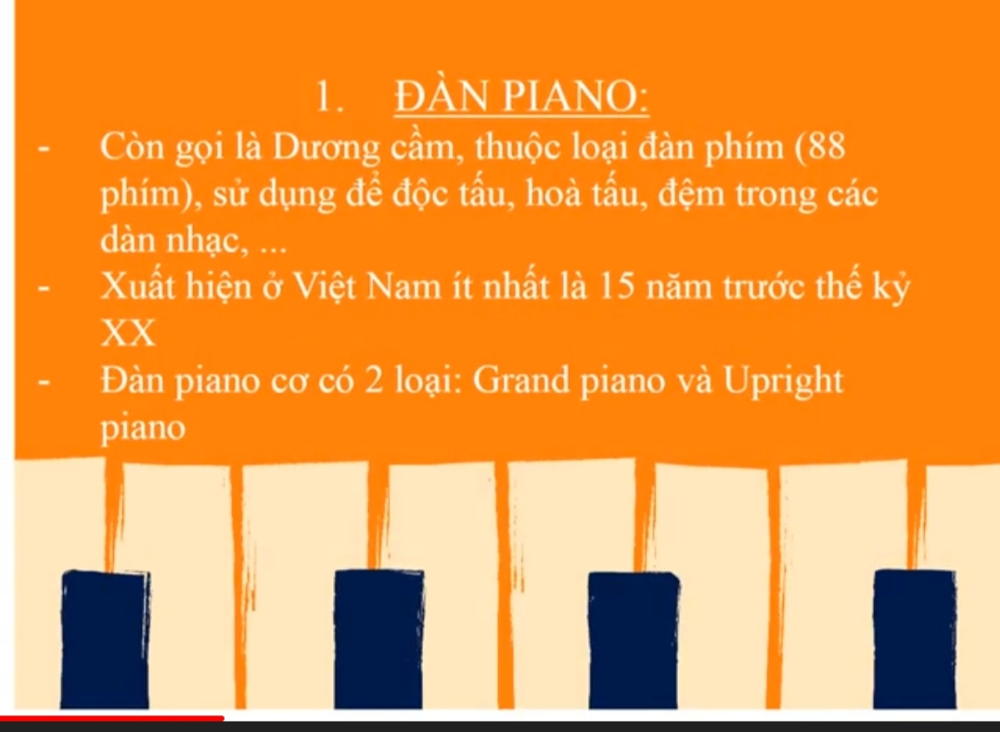 1. ĐÀN PIANO:
- Còn gọi là Dương cầm, thuộc loại đàn phím (88
phím), sử dụng để độc tấu, hoà tấu, đệm trong các
dàn nhạc, ...
- Xuất hiện ở Việt Nam ít nhất là 15 năm trước thế kỷ
XX
- Đàn piano cơ có 2 loại: Grand piano và Upright
piano